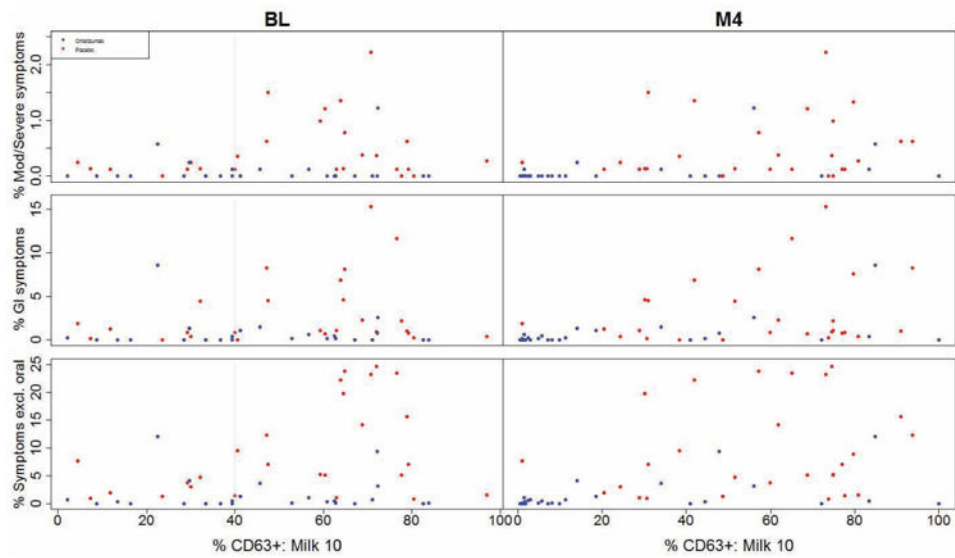 BL M4
Omalizumab
Placebo
% Mod/Severe symptoms
2.0
1.0
0.0
% GI symptoms
15
10
5
0
% Symptoms excl. oral
25
20
15
10
5
0
0 20 40 60 80 100 0 20 40 60 80 100
% CD63+: Milk 10 % CD63+: Milk 10